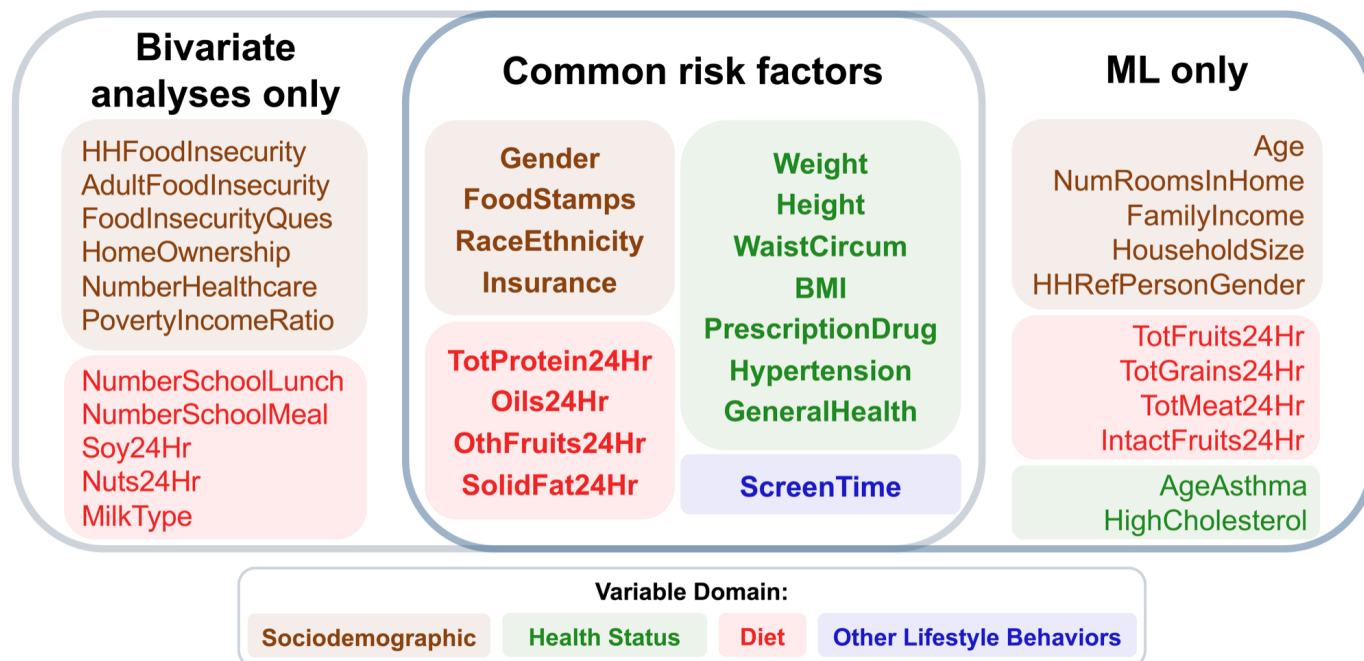 Bivariate
analyses only
HHFoodInsecurity
AdultFoodInsecurity
FoodInsecurityQues
HomeOwnership
NumberHealthcare
PovertyIncomeRatio
NumberSchoolLunch
NumberSchoolMeal
Soy24Hr
Nuts24Hr
MilkType
Common risk factors
Gender
FoodStamps
RaceEthnicity
Insurance
TotProtein24Hr
Oils24Hr
OthFruits24Hr
SolidFat24Hr
Weight
Height
WaistCircum
BMI
PrescriptionDrug
Hypertension
GeneralHealth
ScreenTime
ML only
Age
NumRoomsInHome
FamilyIncome
HouseholdSize
HHRefPersonGender
TotFruits24Hr
TotGrains24Hr
TotMeat24Hr
IntactFruits24Hr
AgeAsthma
HighCholesterol
Variable Domain:
Sociodemographic
Health Status
Diet
Other Lifestyle Behaviors